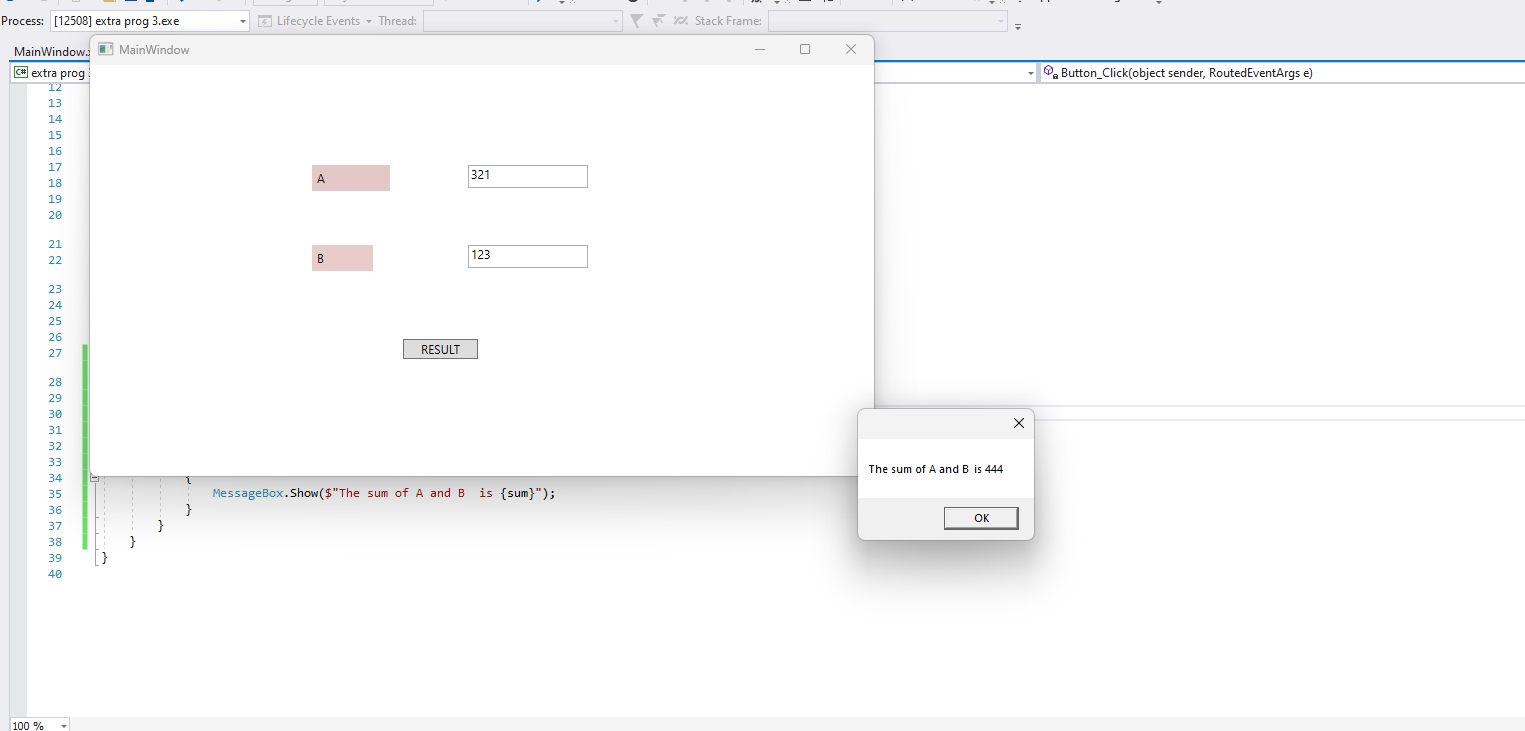 Process: [12508] extra prog 3.exe Lifecycle Events Thread: Stack Frame:
MainWindow.
MainWindow
C# extra prog
Button_Click(object sender, RoutedEventArgs e)
12
13
14
15
16
17
18
19
20
21
22
23
24
25
26
27
28
29
30
31
32
33
34 {
35 MessageBox.Show($"The sum of A and B  is {sum}");
36 }
37 }
38 }
39 }
40
A 321
B 123
RESULT
The sum of A and B  is 444
OK
100 %